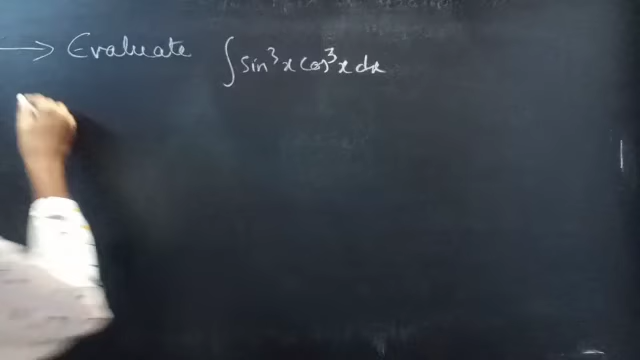 → Evaluate ∫ sin³x cos³x dx